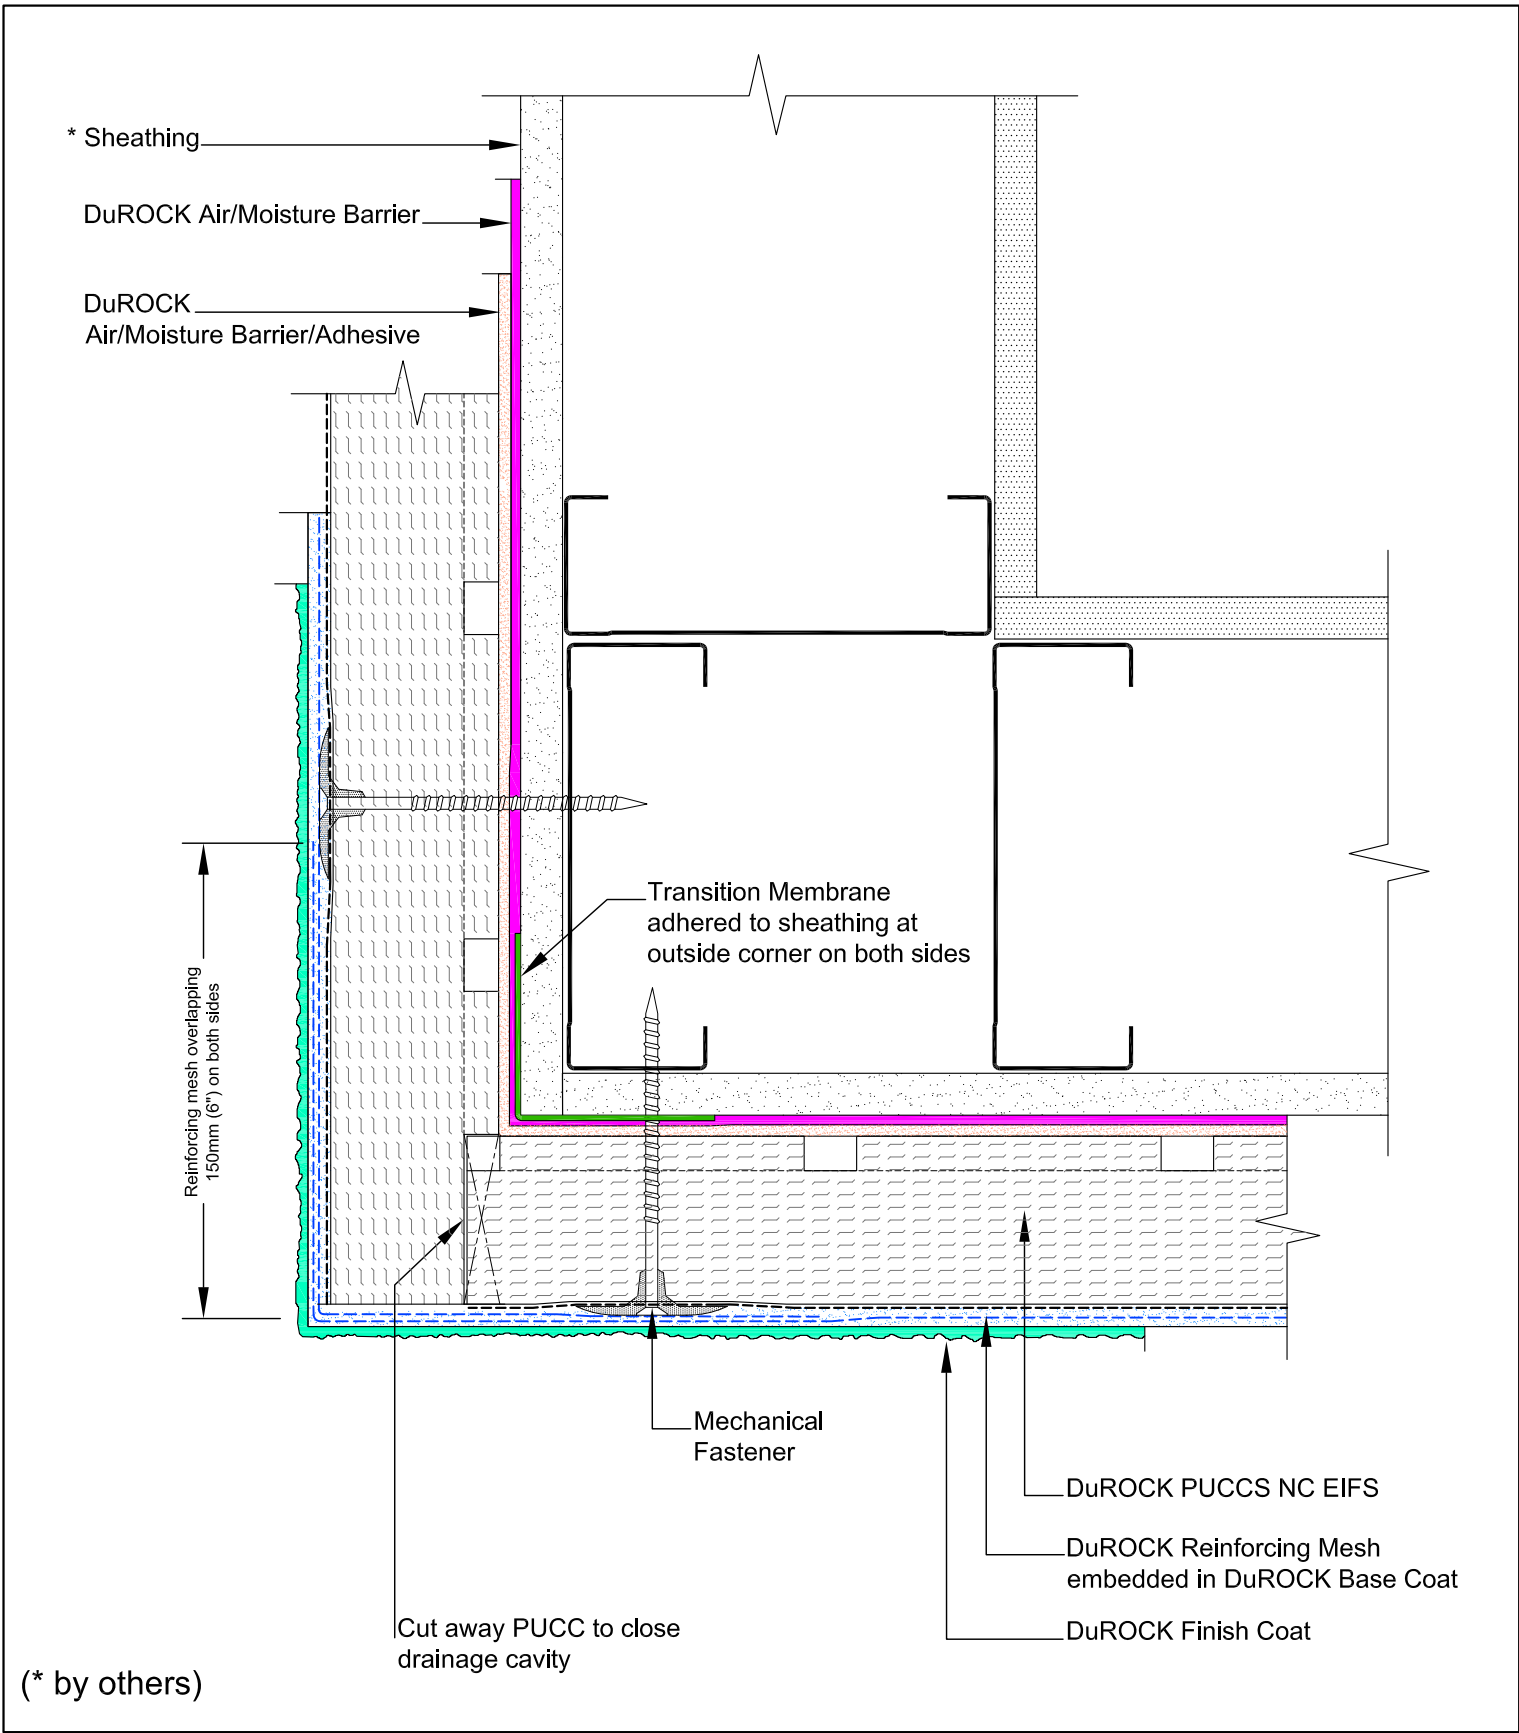 * Sheathing
DuROCK Air/Moisture Barrier
DuROCK
Air/Moisture Barrier/Adhesive
Transition Membrane
adhered to sheathing at
outside corner on both sides
Reinforcing mesh overlapping
150mm (6") on both sides
Mechanical
Fastener
DuROCK PUCCS NC EIFS
DuROCK Reinforcing Mesh
embedded in DuROCK Base Coat
DuROCK Finish Coat
Cut away PUCC to close
drainage cavity
(* by others)